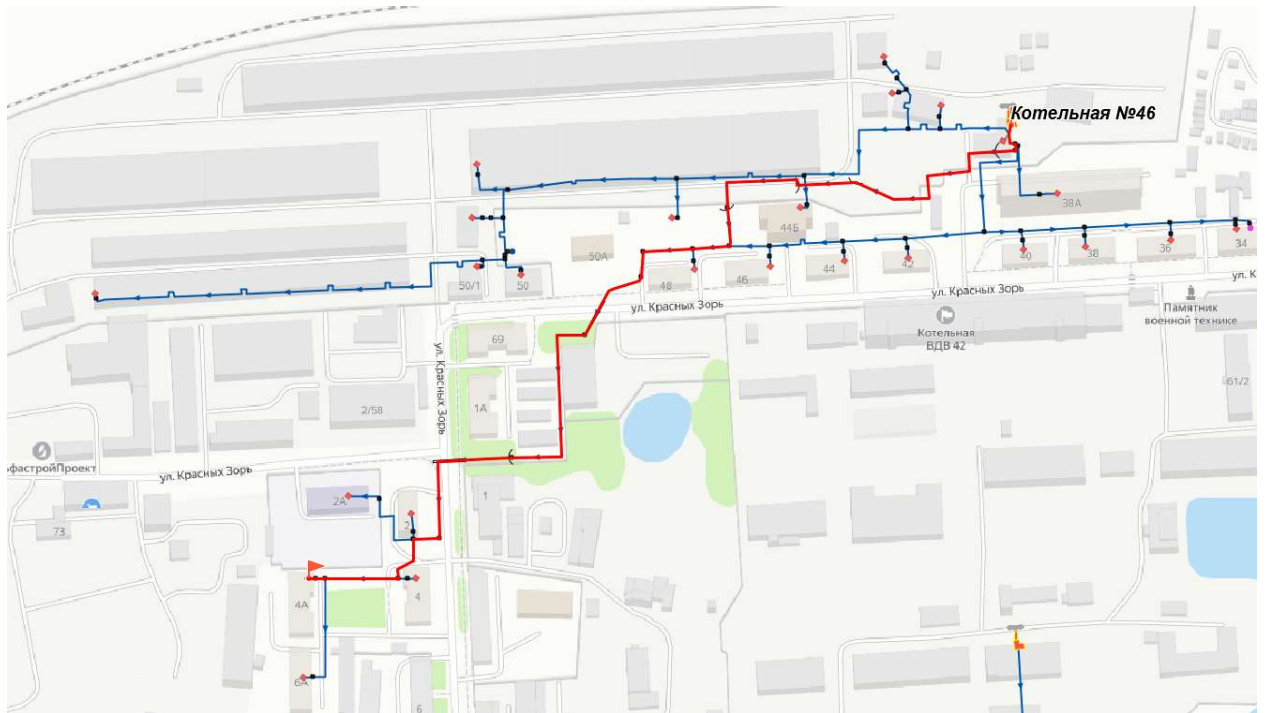 Котельная №46
38А
44Б
34
36
38
40
42
44
46
48
50А
50/1
50
ул. К
ул. Красных Зорь
ул. Красных Зорь
Памятник
военной технике
Котельная
ВДВ 42
69
ул. Красных Зорь
61/2
2/58
1А
фастройПроект
ул. Красных Зорь
2А
1
2
73
4А
4
6А
6